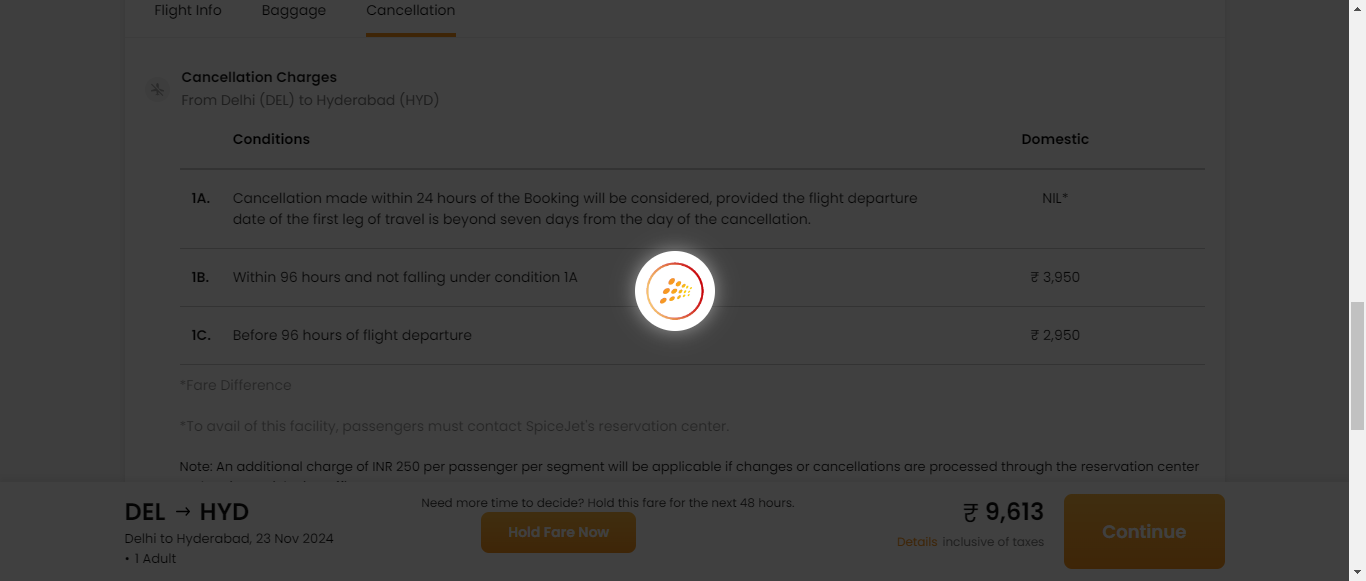 Flight Info Baggage Cancellation
Cancellation Charges
From Delhi (DEL) to Hyderabad (HYD)
Conditions Domestic
1A. Cancellation made within 24 hours of the Booking will be considered, provided the flight departure NIL*
date of the first leg of travel is beyond seven days from the day of the cancellation.
1B. Within 96 hours and not falling under condition 1A ₹ 3,950
1C. Before 96 hours of flight departure ₹ 2,950
*Fare Difference
*To avail of this facility, passengers must contact SpiceJet's reservation center.
Note: An additional charge of INR 250 per passenger per segment will be applicable if changes or cancellations are processed through the reservation center
DEL → HYD
Delhi to Hyderabad, 23 Nov 2024
• 1 Adult
Need more time to decide? Hold this fare for the next 48 hours.
Hold Fare Now
₹ 9,613
Details inclusive of taxes
Continue